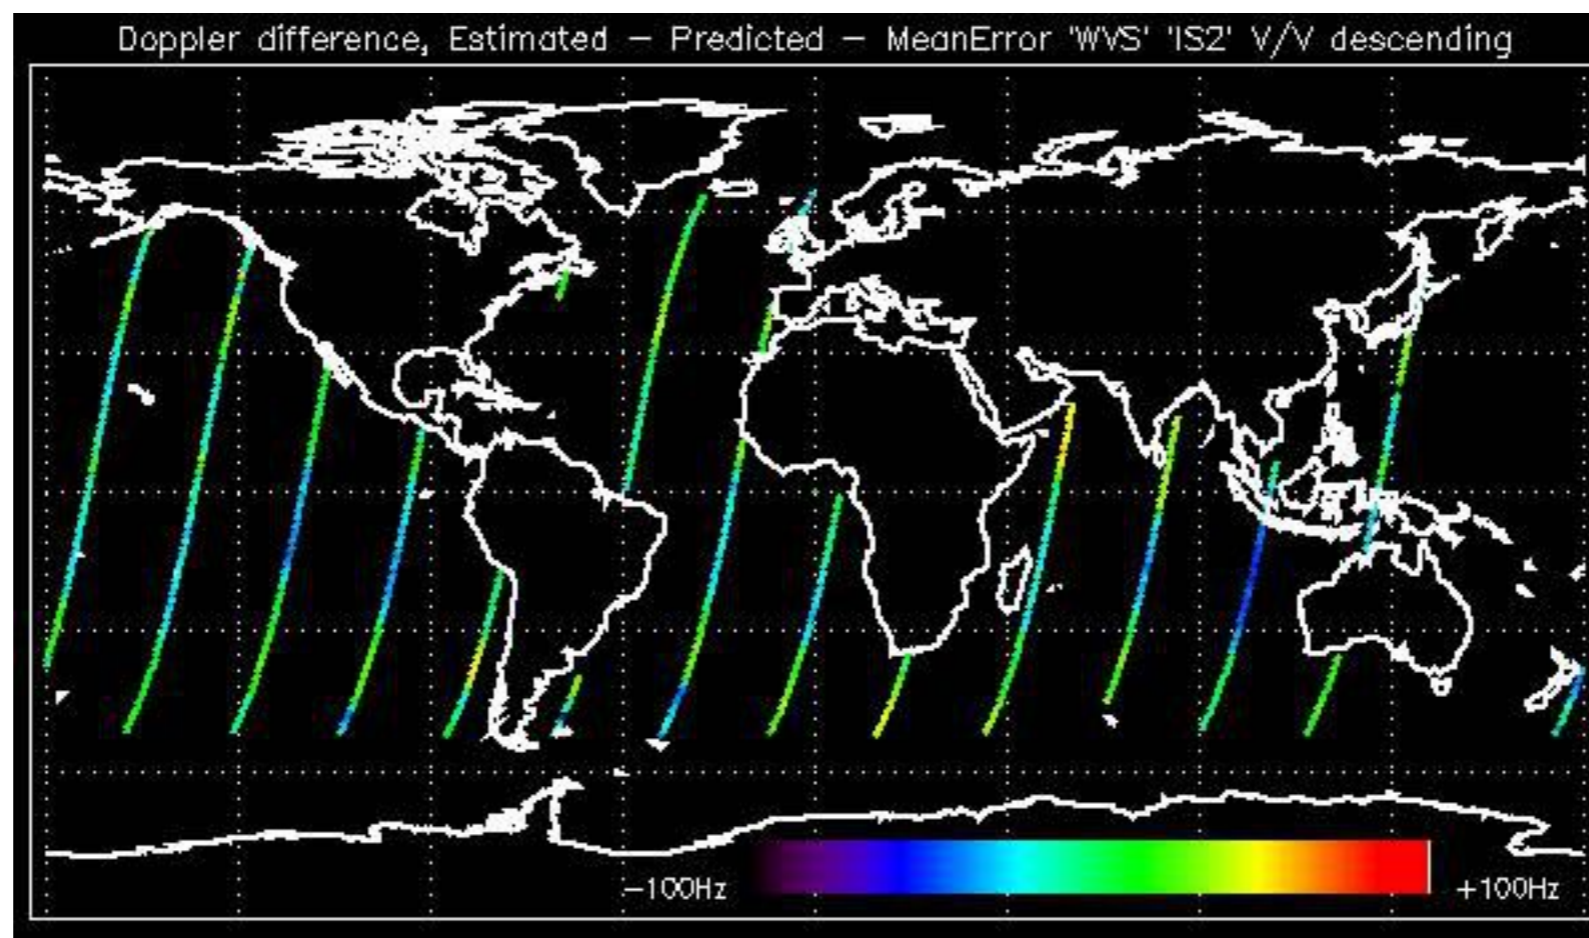 Doppler difference, Estimated – Predicted – MeanError 'WVS' 'IS2' V/V descending
-100Hz
+100Hz